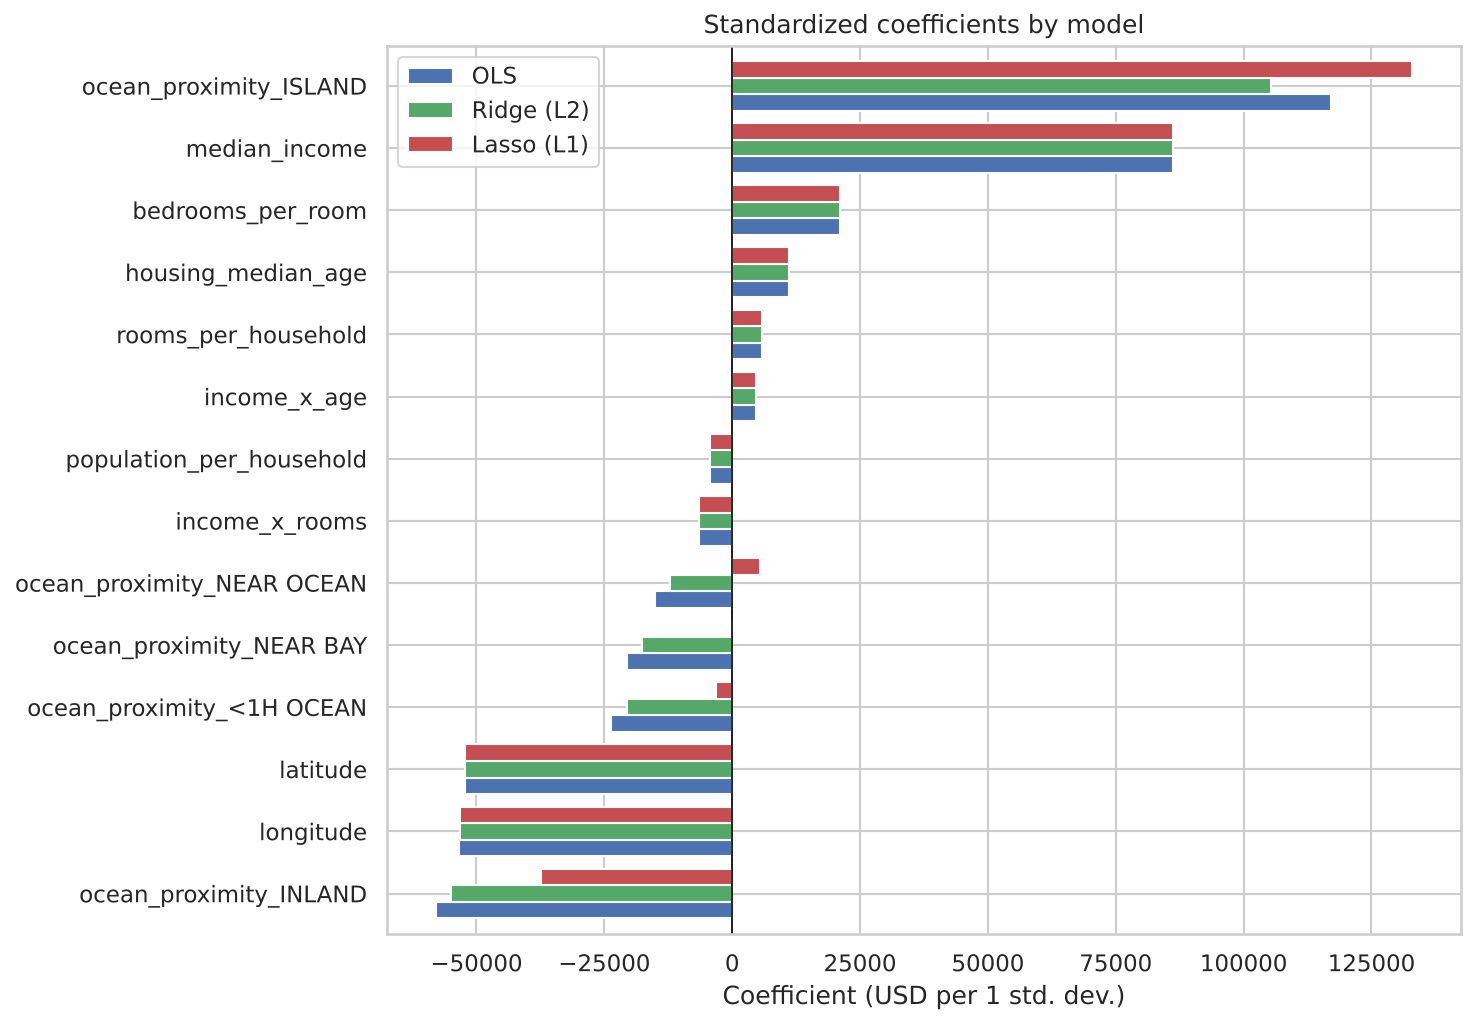 Standardized coefficients by model
OLS
Ridge (L2)
Lasso (L1)
ocean_proximity_ISLAND
median_income
bedrooms_per_room
housing_median_age
rooms_per_household
income_x_age
population_per_household
income_x_rooms
ocean_proximity_NEAR OCEAN
ocean_proximity_NEAR BAY
ocean_proximity_<1H OCEAN
latitude
longitude
ocean_proximity_INLAND
−50000 −25000 0 25000 50000 75000 100000 125000
Coefficient (USD per 1 std. dev.)